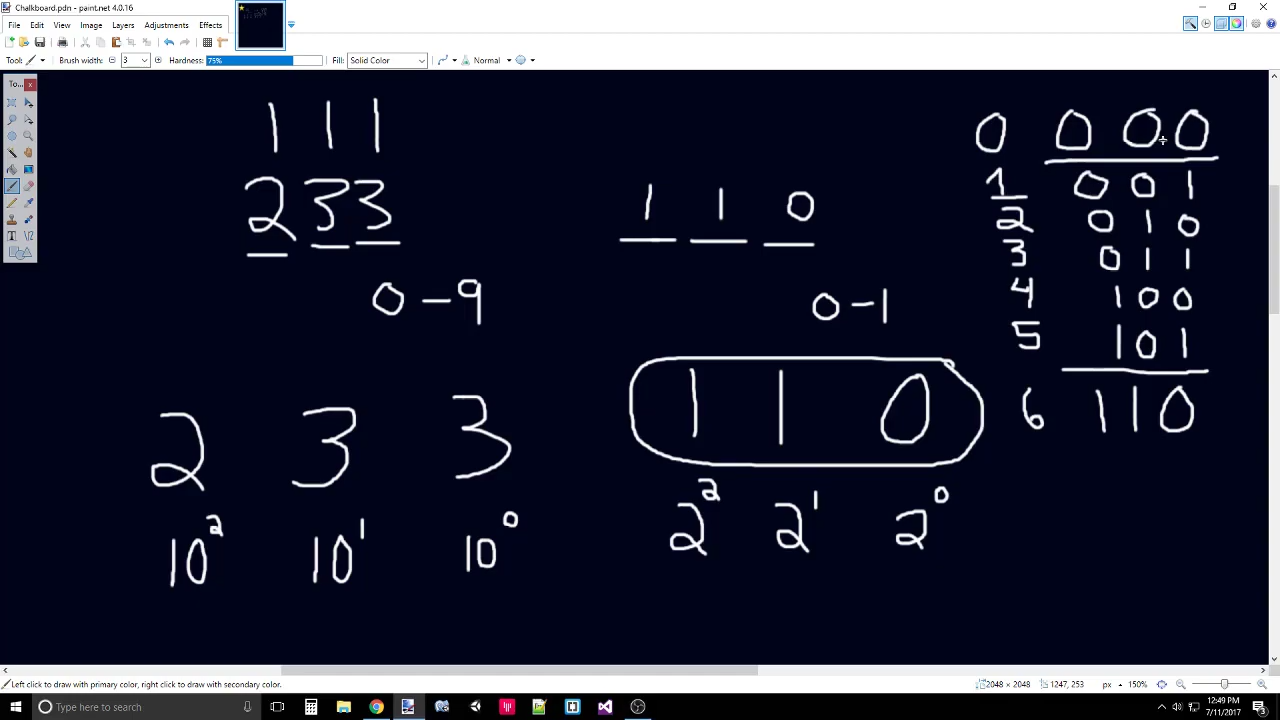 Chalkboard.pdn - paint.net 4.0.16
File Edit View Image Layers Adjustments Effects
Tool Brush width: 3 Hardness: 75% Fill: Solid Color Normal
To...
1 1 1
2 3 3
0 - 9
2 3 3
10² 10¹ 10⁰
1 1 0
0 - 1
1 1 0
2² 2¹ 2⁰
0 0 0 0
1 0 0 1
2 0 1 0
3 0 1 1
4 1 0 0
5 1 0 1
6 1 1 0
Left click to draw with primary color, right click to draw with secondary color. 2048 × 2048 1247, 253 px 150%
Type here to search
12:49 PM
7/11/2017